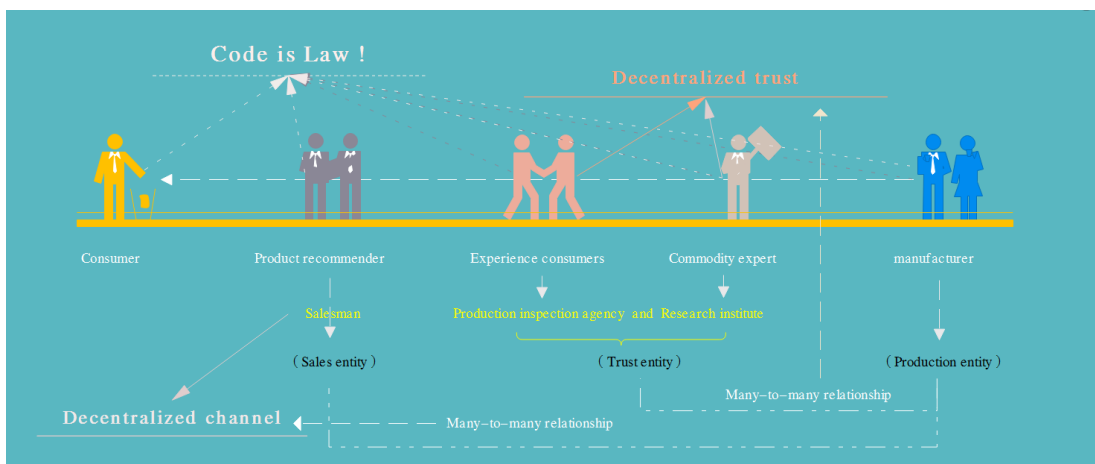 Code is Law !
Decentralized trust
Consumer
Product recommender
Experience consumers
Commodity expert
manufacturer
Salesman
Production inspection agency and Research institute
( Sales entity )
( Trust entity )
( Production entity )
Many-to-many relationship
Decentralized channel
Many-to-many relationship